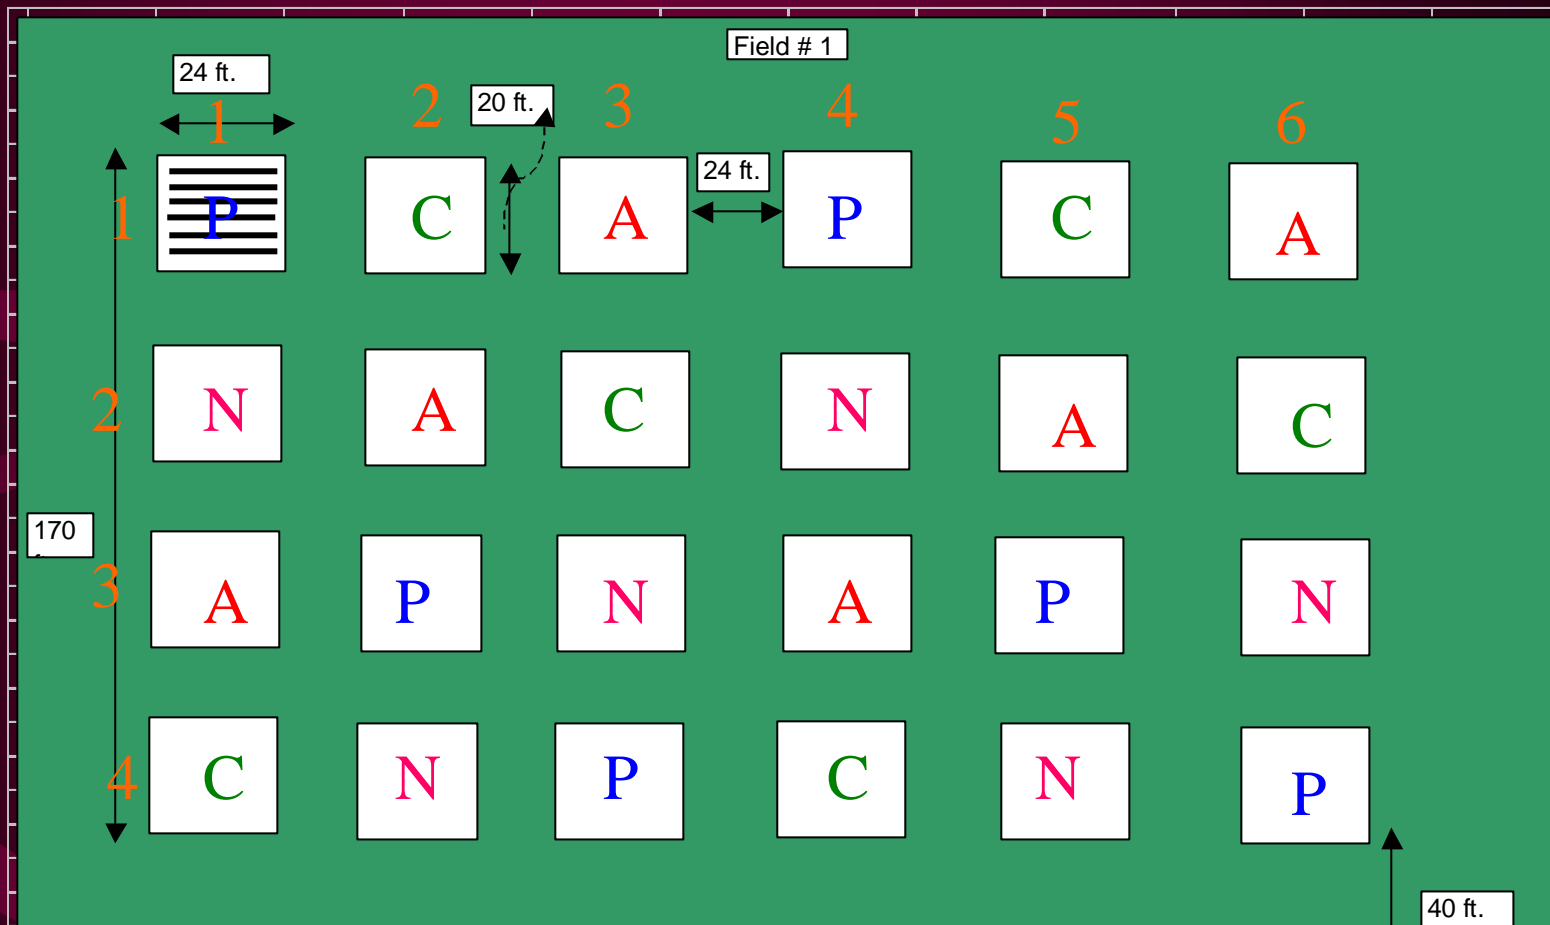 Field # 1
24 ft.
20 ft.
24 ft.
1 2 3 4 5 6
1 P C A P C A
2 N A C N A C
170
3 A P N A P N
4 C N P C N P
40 ft.